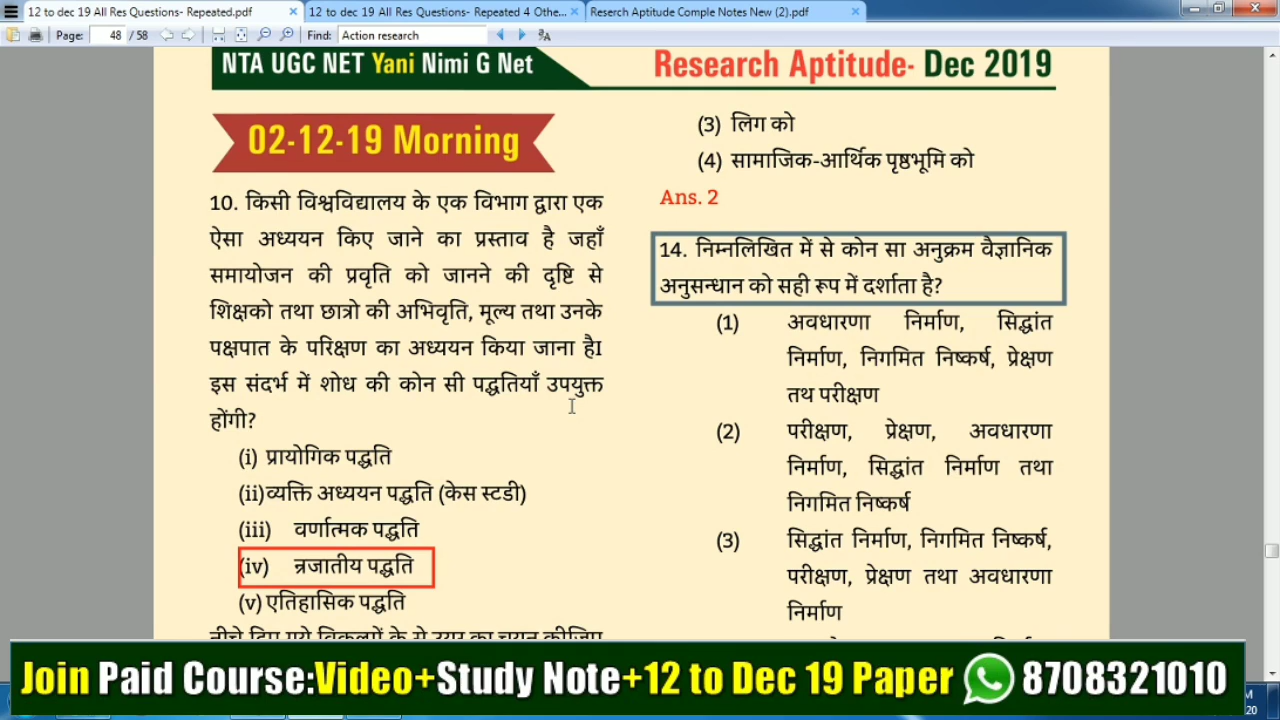 12 to dec 19 All Res Questions- Repeated.pdf
12 to dec 19 All Res Questions- Repeated 4 Othe...
Reserch Aptitude Comple Notes New (2).pdf
Page: 48 / 58 Find: Action research
NTA UGC NET Yani Nimi G Net
Research Aptitude- Dec 2019
02-12-19 Morning
10. किसी विश्वविद्यालय के एक विभाग द्वारा एक
ऐसा अध्ययन किए जाने का प्रस्ताव है जहाँ
समायोजन की प्रवृति को जानने की दृष्टि से
शिक्षको तथा छात्रो की अभिवृति, मूल्य तथा उनके
पक्षपात के परिक्षण का अध्ययन किया जाना हैI
इस संदर्भ में शोध की कोन सी पद्धतियाँ उपयुक्त
होंगी?
(i) प्रायोगिक पद्धति
(ii)व्यक्ति अध्ययन पद्धति (केस स्टडी)
(iii) वर्णात्मक पद्धति
(iv) न्रजातीय पद्धति
(v) एतिहासिक पद्धति
(3) लिग को
(4) सामाजिक-आर्थिक पृष्ठभूमि को
Ans. 2
14. निम्नलिखित में से कोन सा अनुक्रम वैज्ञानिक
अनुसन्धान को सही रूप में दर्शाता है?
(1) अवधारणा निर्माण, सिद्धांत
निर्माण, निगमित निष्कर्ष, प्रेक्षण
तथ परीक्षण
(2) परीक्षण, प्रेक्षण, अवधारणा
निर्माण, सिद्धांत निर्माण तथा
निगमित निष्कर्ष
(3) सिद्धांत निर्माण, निगमित निष्कर्ष,
परीक्षण, प्रेक्षण तथा अवधारणा
निर्माण
Join Paid Course:Video+Study Note+12 to Dec 19 Paper 8708321010